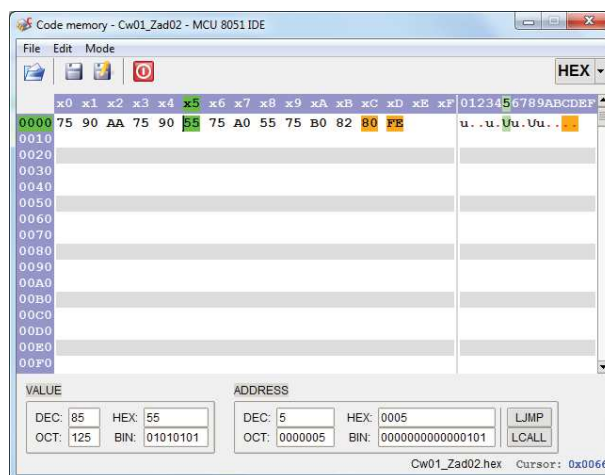 Code memory - Cw01_Zad02 - MCU 8051 IDE
File Edit Mode
HEX
x0 x1 x2 x3 x4 x5 x6 x7 x8 x9 xA xB xC xD xE xF 0123456789ABCDEF
0000 75 90 AA 75 90 55 75 A0 55 75 B0 82 80 FE u..u.Uu.Uu....
0010
0020
0030
0040
0050
0060
0070
0080
0090
00A0
00B0
00C0
00D0
00E0
00F0
VALUE ADDRESS
DEC: 85 HEX: 55 DEC: 5 HEX: 0005 LJMP
OCT: 125 BIN: 01010101 OCT: 0000005 BIN: 0000000000000101 LCALL
Cw01_Zad02.hex Cursor: 0x006